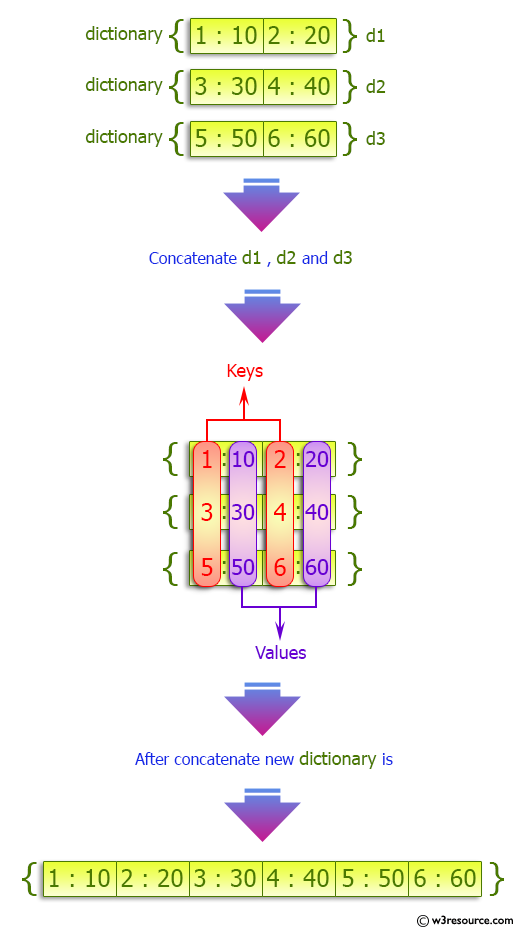 dictionary { 1 : 10 2 : 20 } d1
dictionary { 3 : 30 4 : 40 } d2
dictionary { 5 : 50 6 : 60 } d3
Concatenate d1 , d2 and d3
Keys
{ 1 : 10 2 : 20 }
{ 3 : 30 4 : 40 }
{ 5 : 50 6 : 60 }
Values
After concatenate new dictionary is
{ 1 : 10 2 : 20 3 : 30 4 : 40 5 : 50 6 : 60 }
© w3resource.com